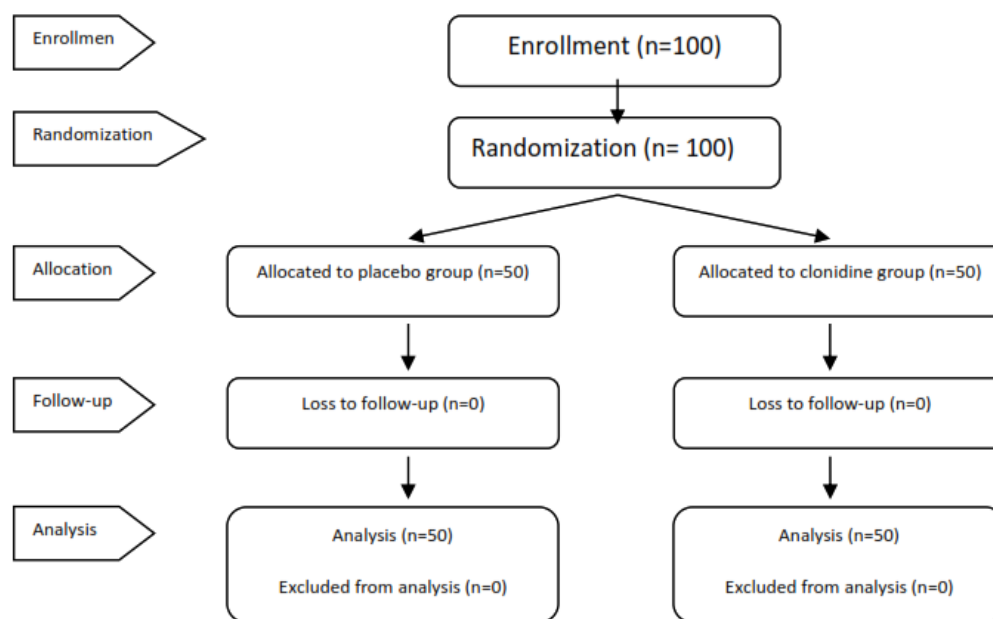 Enrollmen
Enrollment (n=100)
Randomization
Randomization (n= 100)
Allocation
Allocated to placebo group (n=50)
Allocated to clonidine group (n=50)
Follow-up
Loss to follow-up (n=0)
Loss to follow-up (n=0)
Analysis
Analysis (n=50)
Excluded from analysis (n=0)
Analysis (n=50)
Excluded from analysis (n=0)